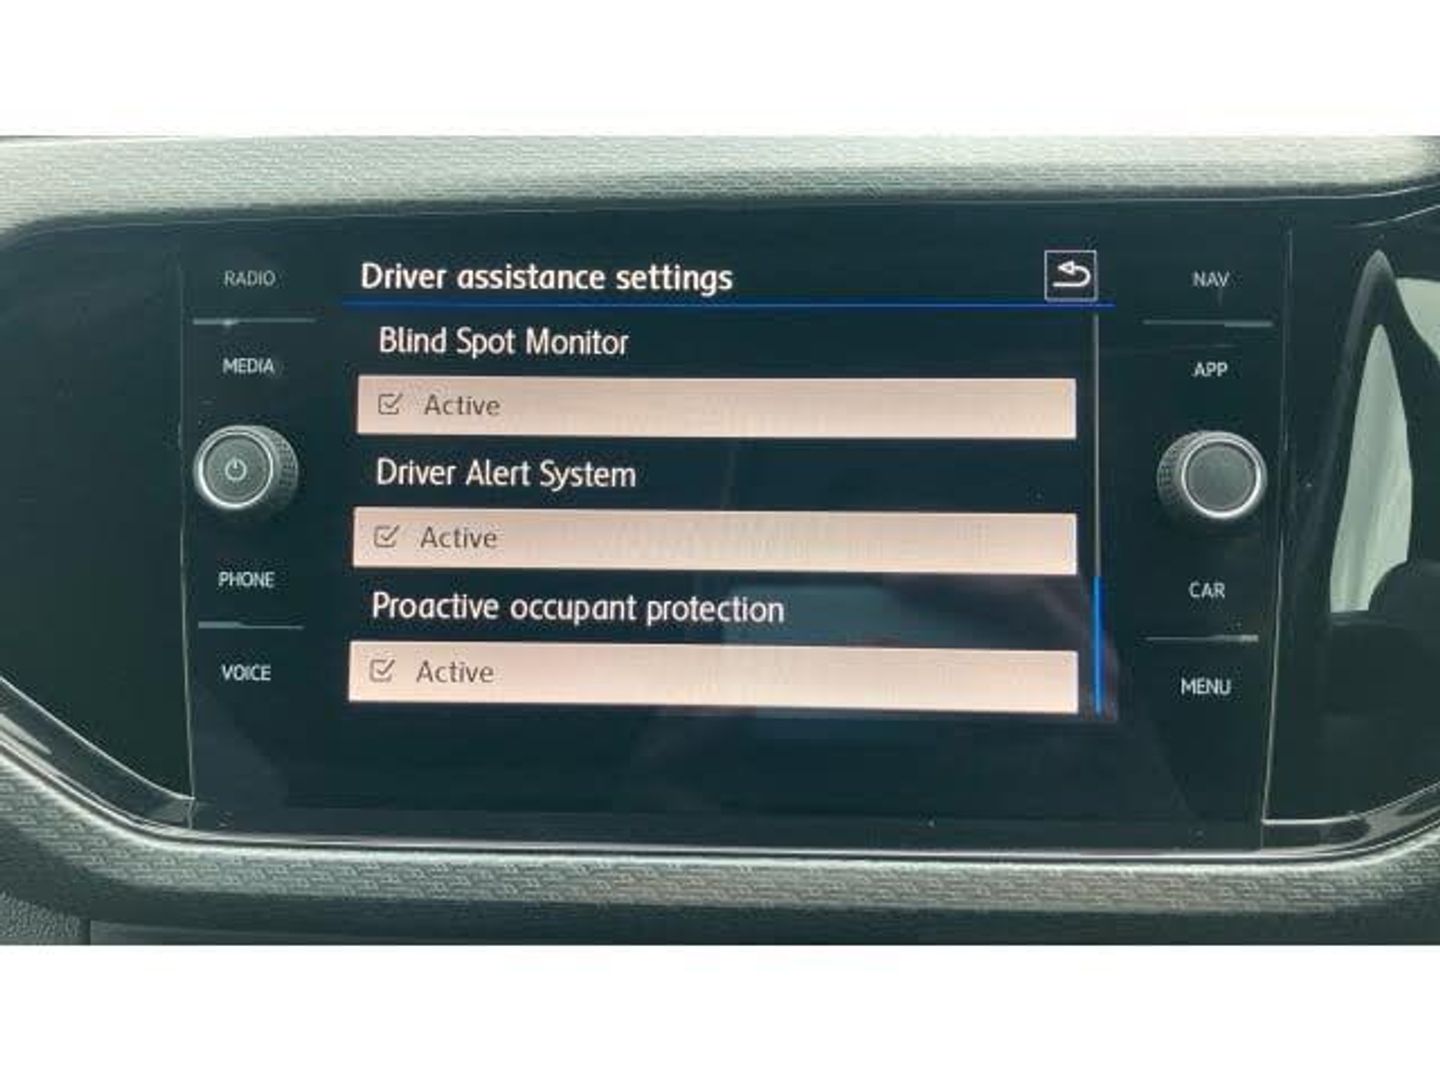 RADIO
MEDIA
PHONE
VOICE
Driver assistance settings
Blind Spot Monitor
Active
Driver Alert System
Active
Proactive occupant protection
Active
NAV
APP
CAR
MENU